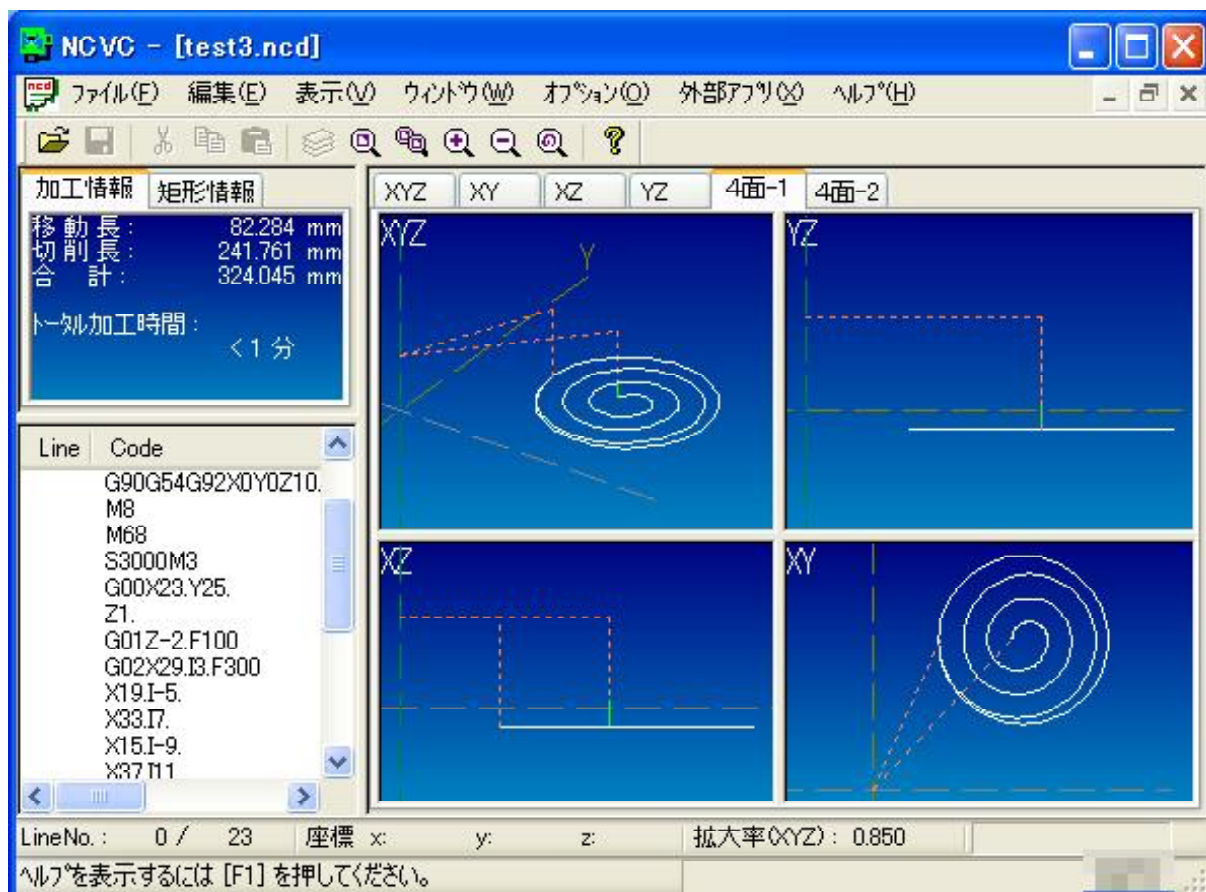 NCVC - [test3.ncd]
ncd ファイル(F) 編集(E) 表示(V) ウィンドウ(W) オプション(O) 外部アプリ(X) ヘルプ(H)
加工情報 矩形情報
移動長: 82.284 mm
切削長: 241.761 mm
合計: 324.045 mm
トータル加工時間:
<1分
XYZ XY XZ YZ 4面-1 4面-2
XYZ
Y
YZ
XZ
XY
Line Code
G90G54G92X0Y0Z10.
M8
M68
S3000M3
G00X23.Y25.
Z1.
G01Z-2.F100
G02X29.I3.F300
X19.I-5.
X33.I7.
X15.I-9.
X37.I11
LineNo.: 0 / 23 座標 x: y: z: 拡大率(XYZ): 0.850
ヘルプを表示するには [F1] を押してください。